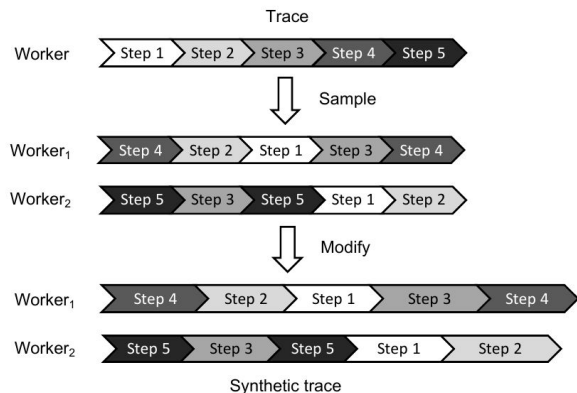 Trace
Worker Step 1 Step 2 Step 3 Step 4 Step 5
Sample
Worker₁ Step 4 Step 2 Step 1 Step 3 Step 4
Worker₂ Step 5 Step 3 Step 5 Step 1 Step 2
Modify
Worker₁ Step 4 Step 2 Step 1 Step 3 Step 4
Worker₂ Step 5 Step 3 Step 5 Step 1 Step 2
Synthetic trace